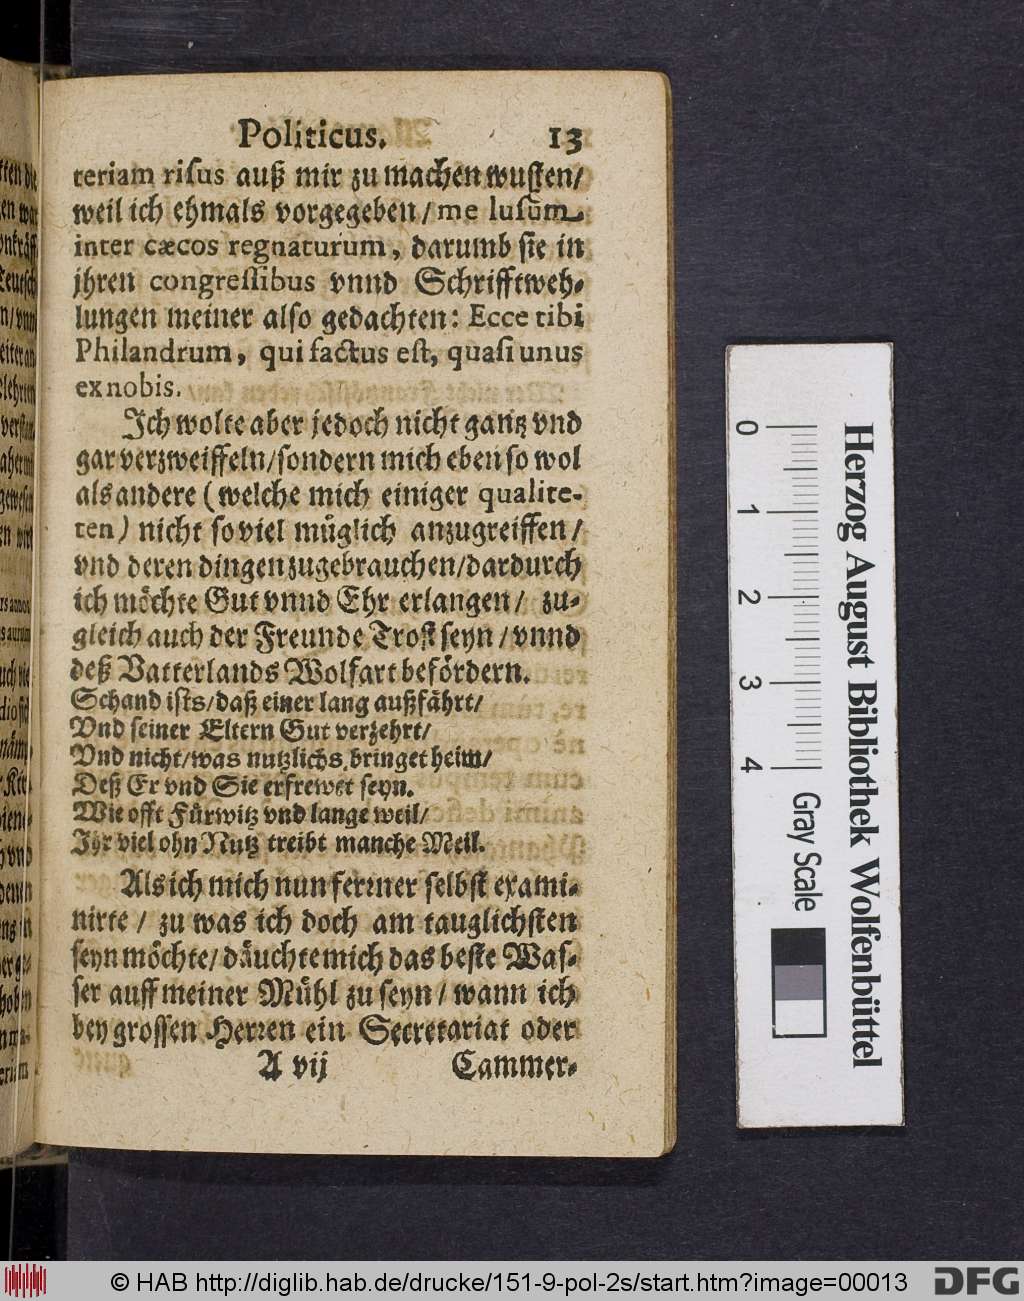 Politicus. 13
teriam risus auß mir zu machen wusten/
weil ich ehmals vorgegeben/ me lusum
inter cæcos regnaturum, darumb sie in
jhren congressibus vnnd Schrifftweh-
lungen meiner also gedachten: Ecce tibi
Philandrum, qui factus est, quasi unus
ex nobis.
Ich wolte aber jedoch nicht gantz vnd
gar verzweiffeln/ sondern mich eben so wol
als andere (welche mich einiger qualite-
ten) nicht so viel müglich anzugreiffen/
vnd deren dingen zugebrauchen/ dardurch
ich möchte Gut vnnd Ehr erlangen/ zu-
gleich auch der Freunde Trost seyn/ vnnd
deß Vatterlands Wolfart befördern.
Schand ists/ daß einer lang außfährt/
Vnd seiner Eltern Gut verzehrt/
Vnd nicht/ was nutzlichs, bringet heim/
Deß Er vnd Sie erfrewet seyn.
Wie offt Fürwitz vnd lange weil/
Ihr viel ohn Nutz treibt manche Meil.
Als ich mich nun ferrner selbst exami-
nirte/ zu was ich doch am tauglichsten
seyn möchte/ däuchte mich das beste Was-
ser auff meiner Mühl zu seyn/ wann ich
bey grossen Herren ein Secretariat oder
A vij Cammer-
0 1 2 3 4
Gray Scale
Herzog August Bibliothek Wolfenbüttel
© HAB http://diglib.hab.de/drucke/151-9-pol-2s/start.htm?image=00013
DFG